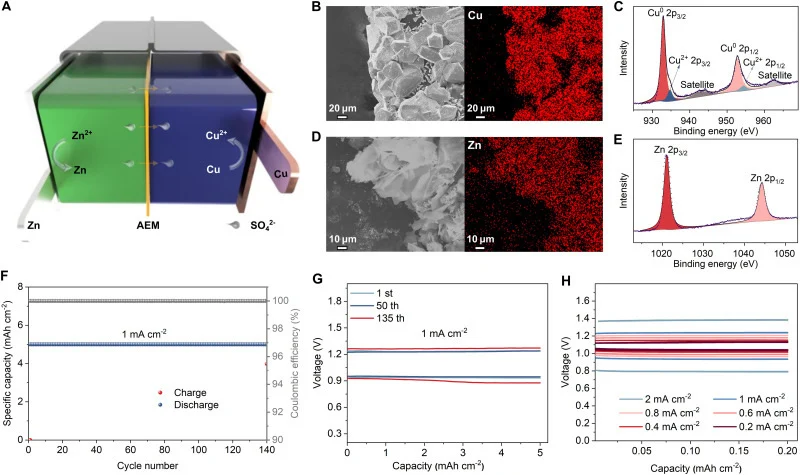 A
Zn²⁺
Zn
Cu²⁺
Cu
Cu
Zn
AEM
SO₄²⁻
B
20 μm
Cu
20 μm
C
Cu⁰ 2p₃/₂
Cu²⁺ 2p₃/₂
Satellite
Cu⁰ 2p₁/₂
Cu²⁺ 2p₁/₂
Satellite
Intensity
930 940 950 960
Binding energy (eV)
D
10 μm
Zn
10 μm
E
Zn 2p₃/₂
Zn 2p₁/₂
Intensity
1020 1030 1040 1050
Binding energy (eV)
F
Specific capacity (mAh cm⁻²)
8
6
4
2
0
1 mA cm⁻²
Charge
Discharge
100
98
96
94
92
90
Coulombic efficiency (%)
0 20 40 60 80 100 120 140
Cycle number
G
1 st
50 th
135 th
1 mA cm⁻²
Voltage (V)
1.8
1.5
1.2
0.9
0.6
0.3
0 1 2 3 4 5
Capacity (mAh cm⁻²)
H
Voltage (V)
1.6
1.4
1.2
1.0
0.8
0.6
0.4
0.2
0.0
2 mA cm⁻² 1 mA cm⁻²
0.8 mA cm⁻² 0.6 mA cm⁻²
0.4 mA cm⁻² 0.2 mA cm⁻²
0.05 0.10 0.15 0.20
Capacity (mAh cm⁻²)